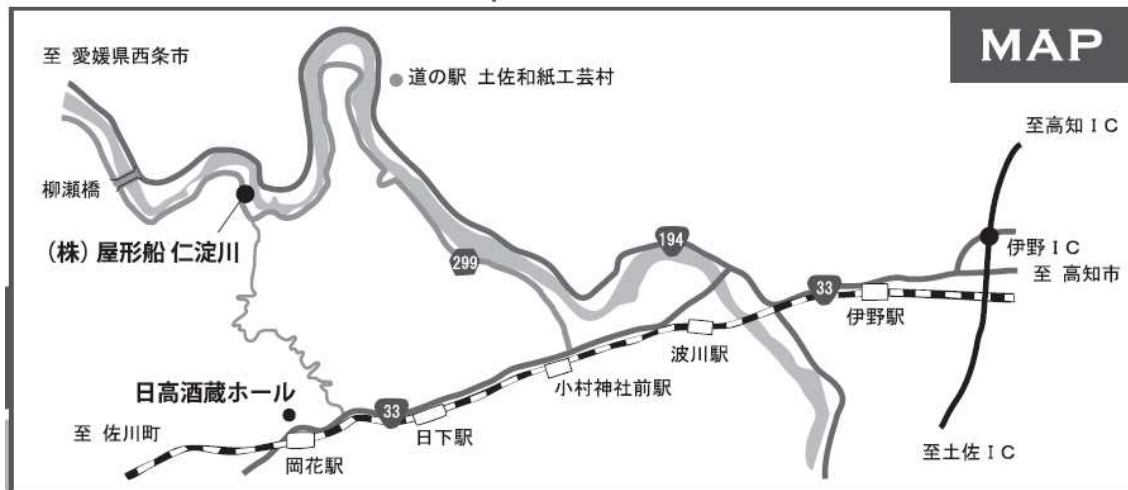 MAP
至 愛媛県西条市
道の駅 土佐和紙工芸村
至高知ＩＣ
柳瀬橋
(株)屋形船 仁淀川
194
伊野ＩＣ
299
至 高知市
33
伊野駅
波川駅
小村神社前駅
日高酒蔵ホール
33
至 佐川町
日下駅
岡花駅
至土佐ＩＣ